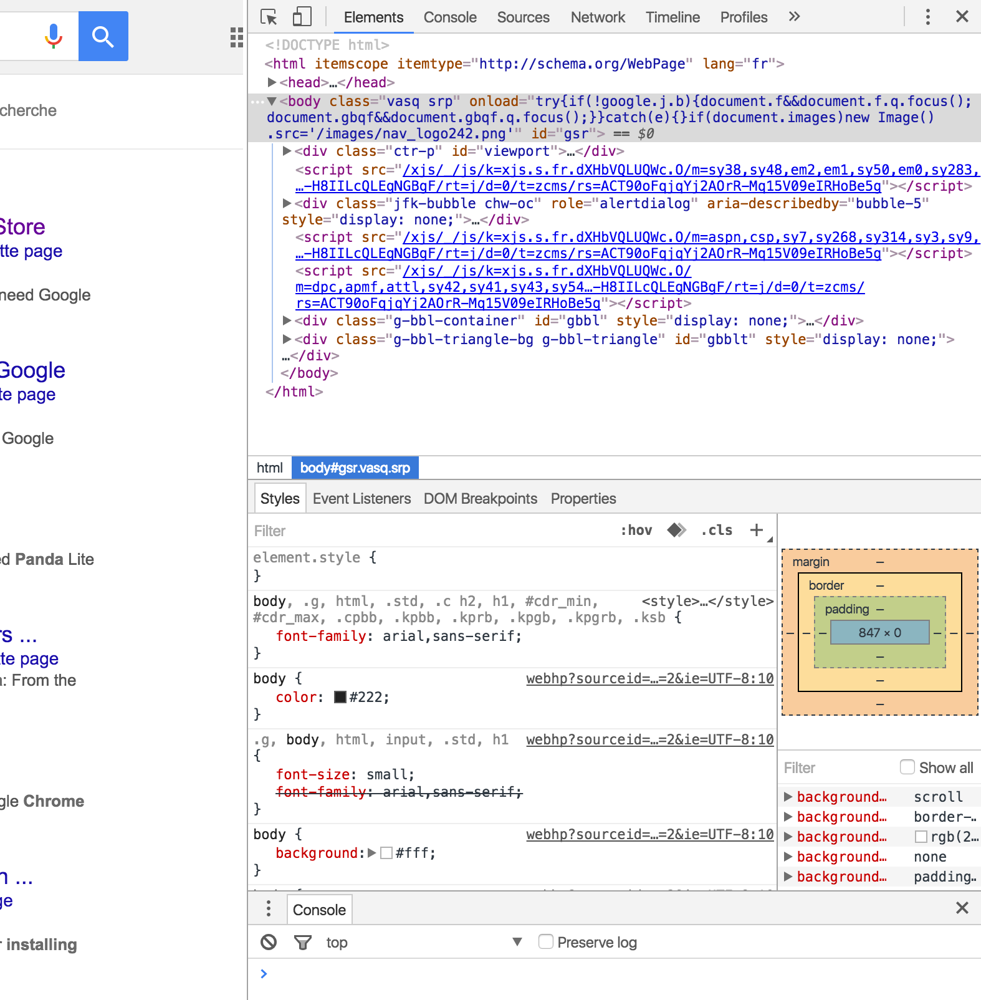 cherche
Store
tte page
need Google
Google
te page
Google
ed Panda Lite
rs ...
te page
a: From the
gle Chrome
n ...
ge
r installing
Elements Console Sources Network Timeline Profiles »
<!DOCTYPE html>
<html itemscope itemtype="http://schema.org/WebPage" lang="fr">
▶<head>…</head>
…▼<body class="vasq srp" onload="try{if(!google.j.b){document.f&&document.f.q.focus();
document.gbqf&&document.gbqf.q.focus();}}catch(e){}if(document.images)new Image()
.src='/images/nav_logo242.png'" id="gsr"> == $0
▶<div class="ctr-p" id="viewport">…</div>
<script src="/xjs/_/js/k=xjs.s.fr.dXHbVQLUQWc.O/m=sy38,sy48,em2,em1,sy50,em0,sy283,
…-H8IILcQLEgNGBgF/rt=j/d=0/t=zcms/rs=ACT90oFqjqYj2AOrR-Mq15V09eIRHoBe5g"></script>
▶<div class="jfk-bubble chw-oc" role="alertdialog" aria-describedby="bubble-5"
style="display: none;">…</div>
<script src="/xjs/_/js/k=xjs.s.fr.dXHbVQLUQWc.O/m=aspn,csp,sy7,sy268,sy314,sy3,sy9,
…-H8IILcQLEgNGBgF/rt=j/d=0/t=zcms/rs=ACT90oFqjqYj2AOrR-Mq15V09eIRHoBe5g"></script>
<script src="/xjs/_/js/k=xjs.s.fr.dXHbVQLUQWc.O/
m=dpc,apmf,attl,sy42,sy41,sy43,sy54…-H8IILcQLEgNGBgF/rt=j/d=0/t=zcms/
rs=ACT90oFqjqYj2AOrR-Mq15V09eIRHoBe5g"></script>
▶<div class="g-bbl-container" id="gbbl" style="display: none;">…</div>
▶<div class="g-bbl-triangle-bg g-bbl-triangle" id="gbblt" style="display: none;">
…</div>
</body>
</html>
html body#gsr.vasq.srp
Styles Event Listeners DOM Breakpoints Properties
Filter :hov .cls +
element.style {
}
body, .g, html, .std, .c h2, h1, #cdr_min, <style>…</style>
#cdr_max, .cpbb, .kpbb, .kprb, .kpgb, .kpgrb, .ksb {
font-family: arial,sans-serif;
}
body { webhp?sourceid=…=2&ie=UTF-8:10
color: #222;
}
.g, body, html, input, .std, h1 webhp?sourceid=…=2&ie=UTF-8:10
{
font-size: small;
font-family: arial,sans-serif;
}
body { webhp?sourceid=…=2&ie=UTF-8:10
background:▶#fff;
}
margin –
border –
padding –
– – – 847 × 0 – – –
–
–
–
Filter Show all
▶ background… scroll
▶ background… border-…
▶ background… rgb(2…
▶ background… none
▶ background… padding…
Console
top ▼ Preserve log
>